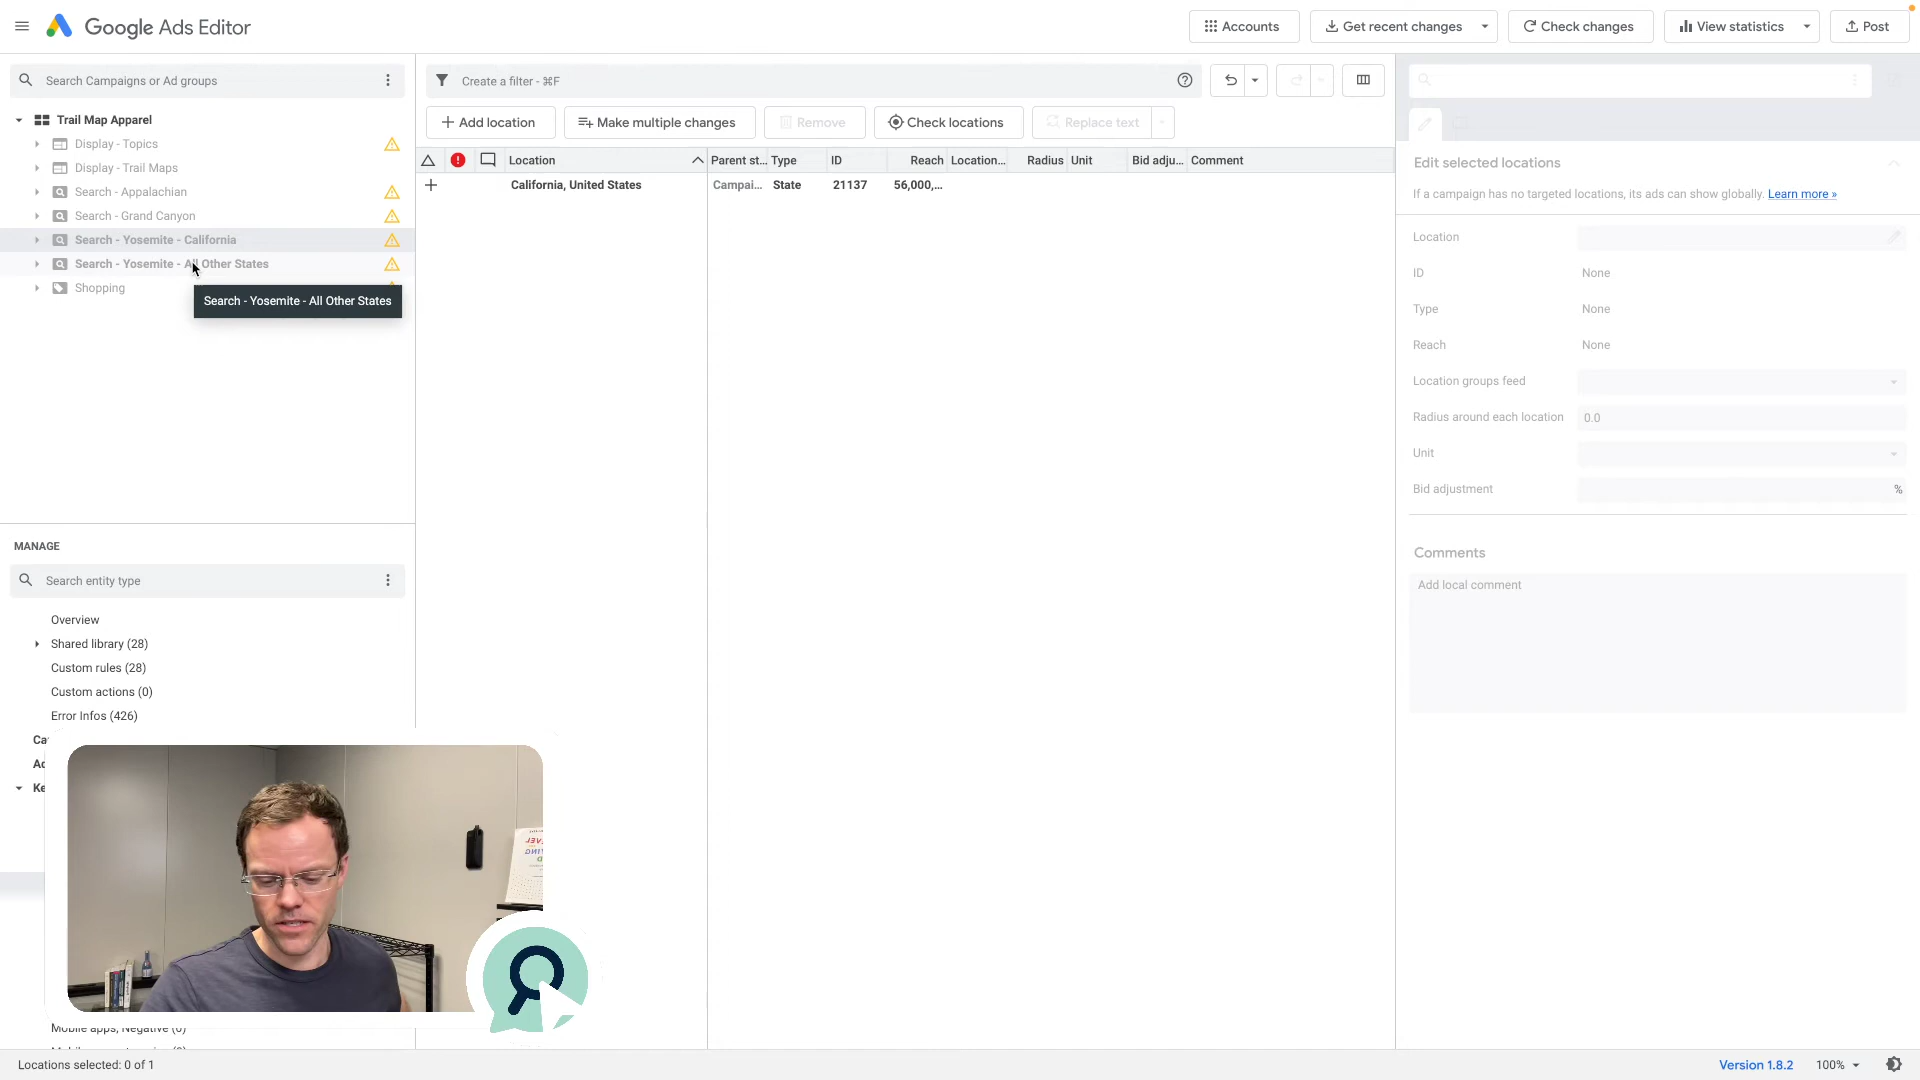 Google Ads Editor
Accounts
Get recent changes
Check changes
View statistics
Post
Search Campaigns or Ad groups
Create a filter - ⌘F
Trail Map Apparel
Add location
Make multiple changes
Remove
Check locations
Replace text
Display - Topics
Display - Trail Maps
Search - Appalachian
Search - Grand Canyon
Search - Yosemite - California
Search - Yosemite - All Other States
Shopping
Search - Yosemite - All Other States
Location
Parent st...
Type
ID
Reach
Location...
Radius
Unit
Bid adju...
Comment
California, United States
Campai...
State
21137
56,000,...
Edit selected locations
If a campaign has no targeted locations, its ads can show globally. Learn more »
Location
ID
None
Type
None
Reach
None
Location groups feed
Radius around each location
0.0
Unit
Bid adjustment
%
Comments
Add local comment
MANAGE
Search entity type
Overview
Shared library (28)
Custom rules (28)
Custom actions (0)
Error Infos (426)
Ca
Ad
Ke
Mobile apps, Negative (0)
Locations selected: 0 of 1
Version 1.8.2
100%